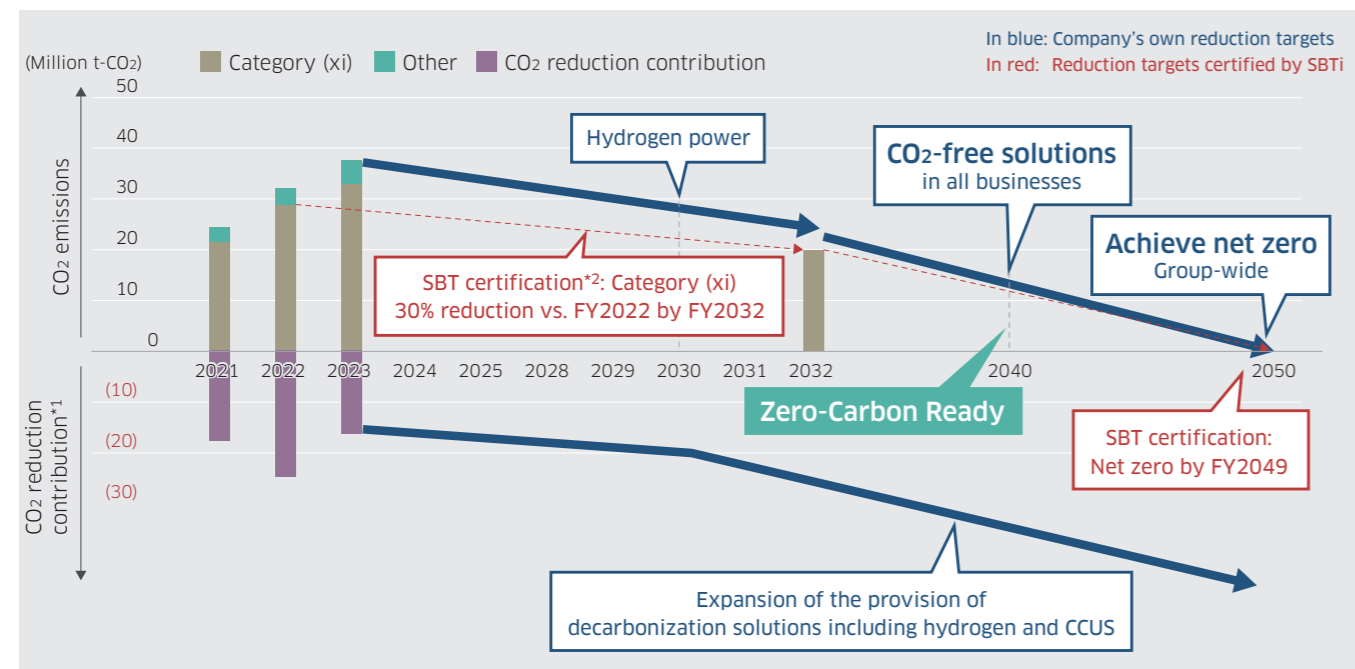 In blue: Company's own reduction targets
In red: Reduction targets certified by SBTi
(Million t-CO2)
Category (xi)
Other
CO2 reduction contribution
50
40
30
20
10
0
CO2 emissions
Hydrogen power
CO2-free solutions
in all businesses
Achieve net zero
Group-wide
SBT certification*2: Category (xi)
30% reduction vs. FY2022 by FY2032
2021 2022 2023 2024 2025 2028 2029 2030 2031 2032 2040 2050
Zero-Carbon Ready
(10)
(20)
(30)
CO2 reduction
contribution*1
SBT certification:
Net zero by FY2049
Expansion of the provision of
decarbonization solutions including hydrogen and CCUS